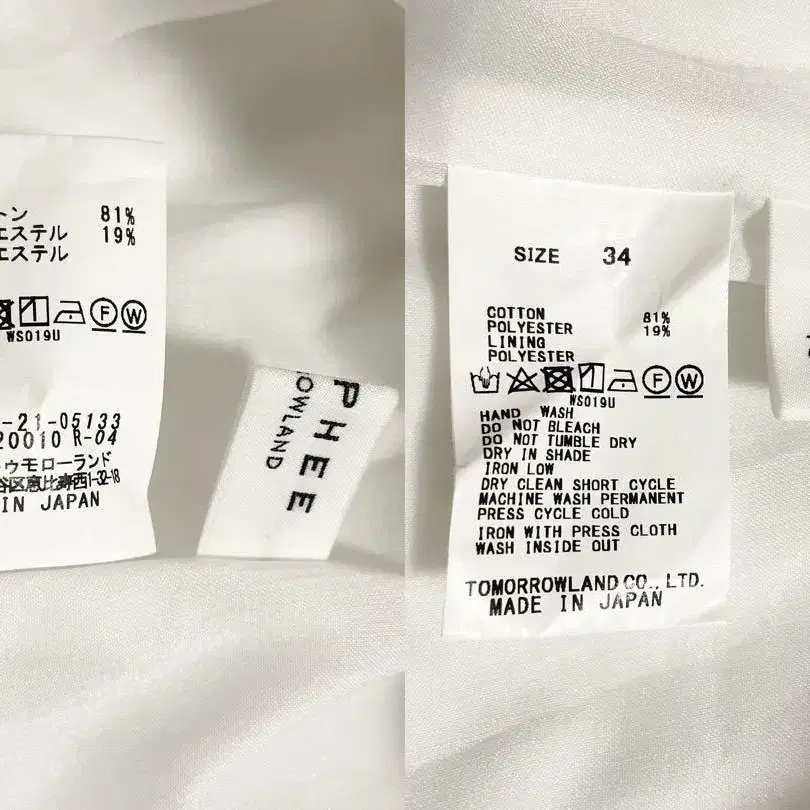 トン 81%
エステル 19%
エステル
WS019U
-21-05133
20010 R-04
トゥモローランド
谷区恵比寿西1-32-18
IN JAPAN
PHEE
OWLAND
SIZE 34
COTTON 81%
POLYESTER 19%
LINING
POLYESTER
F W
WS019U
HAND WASH
DO NOT BLEACH
DO NOT TUMBLE DRY
DRY IN SHADE
IRON LOW
DRY CLEAN SHORT CYCLE
MACHINE WASH PERMANENT
PRESS CYCLE COLD
IRON WITH PRESS CLOTH
WASH INSIDE OUT
TOMORROWLAND CO., LTD.
MADE IN JAPAN